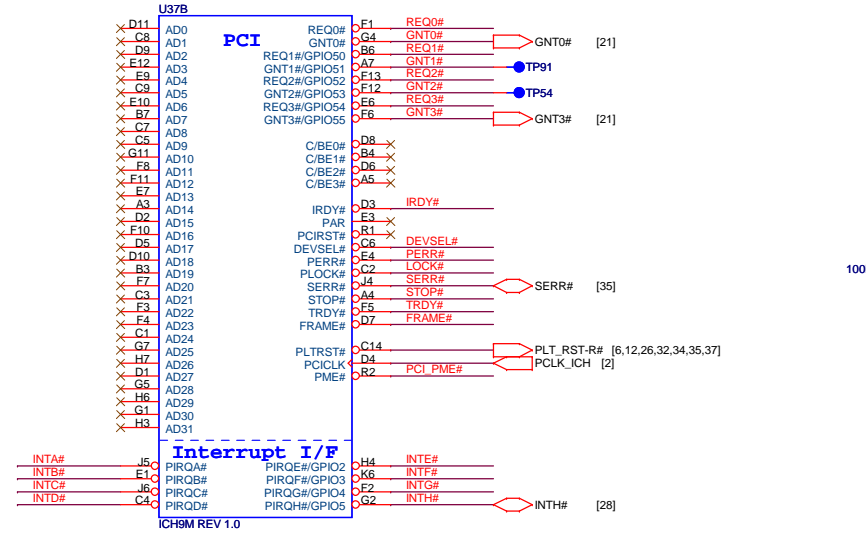 U37B
PCI
D11 AD0
C8 AD1
D9 AD2
E12 AD3
E9 AD4
C9 AD5
E10 AD6
B7 AD7
C7 AD8
C5 AD9
G11 AD10
F8 AD11
F11 AD12
E7 AD13
A3 AD14
D2 AD15
F10 AD16
D5 AD17
D10 AD18
B3 AD19
F7 AD20
C3 AD21
F3 AD22
F4 AD23
C1 AD24
G7 AD25
H7 AD26
D1 AD27
G5 AD28
H6 AD29
G1 AD30
H3 AD31
REQ0# F1 REQ0#
GNT0# G4 GNT0# GNT0# [21]
REQ1#/GPIO50 B6 REQ1#
GNT1#/GPIO51 A7 GNT1# TP91
REQ2#/GPIO52 F13 REQ2#
GNT2#/GPIO53 F12 GNT2# TP54
REQ3#/GPIO54 E6 REQ3#
GNT3#/GPIO55 F6 GNT3# GNT3# [21]
C/BE0# D8
C/BE1# B4
C/BE2# D6
C/BE3# A5
IRDY# D3 IRDY#
PAR E3
PCIRST# R1
DEVSEL# C6 DEVSEL#
PERR# E4 PERR#
PLOCK# C2 LOCK#
SERR# J4 SERR# SERR# [35]
STOP# A4 STOP#
TRDY# F5 TRDY#
FRAME# D7 FRAME#
PLTRST# C14 PLT_RST-R# [6,12,26,32,34,35,37]
PCICLK D4 PCLK_ICH [2]
PME# R2 PCI_PME#
100
Interrupt I/F
INTA# J5 PIRQA#
INTB# E1 PIRQB#
INTC# J6 PIRQC#
INTD# C4 PIRQD#
PIRQE#/GPIO2 H4 INTE#
PIRQF#/GPIO3 K6 INTF#
PIRQG#/GPIO4 F2 INTG#
PIRQH#/GPIO5 G2 INTH# INTH# [28]
ICH9M REV 1.0